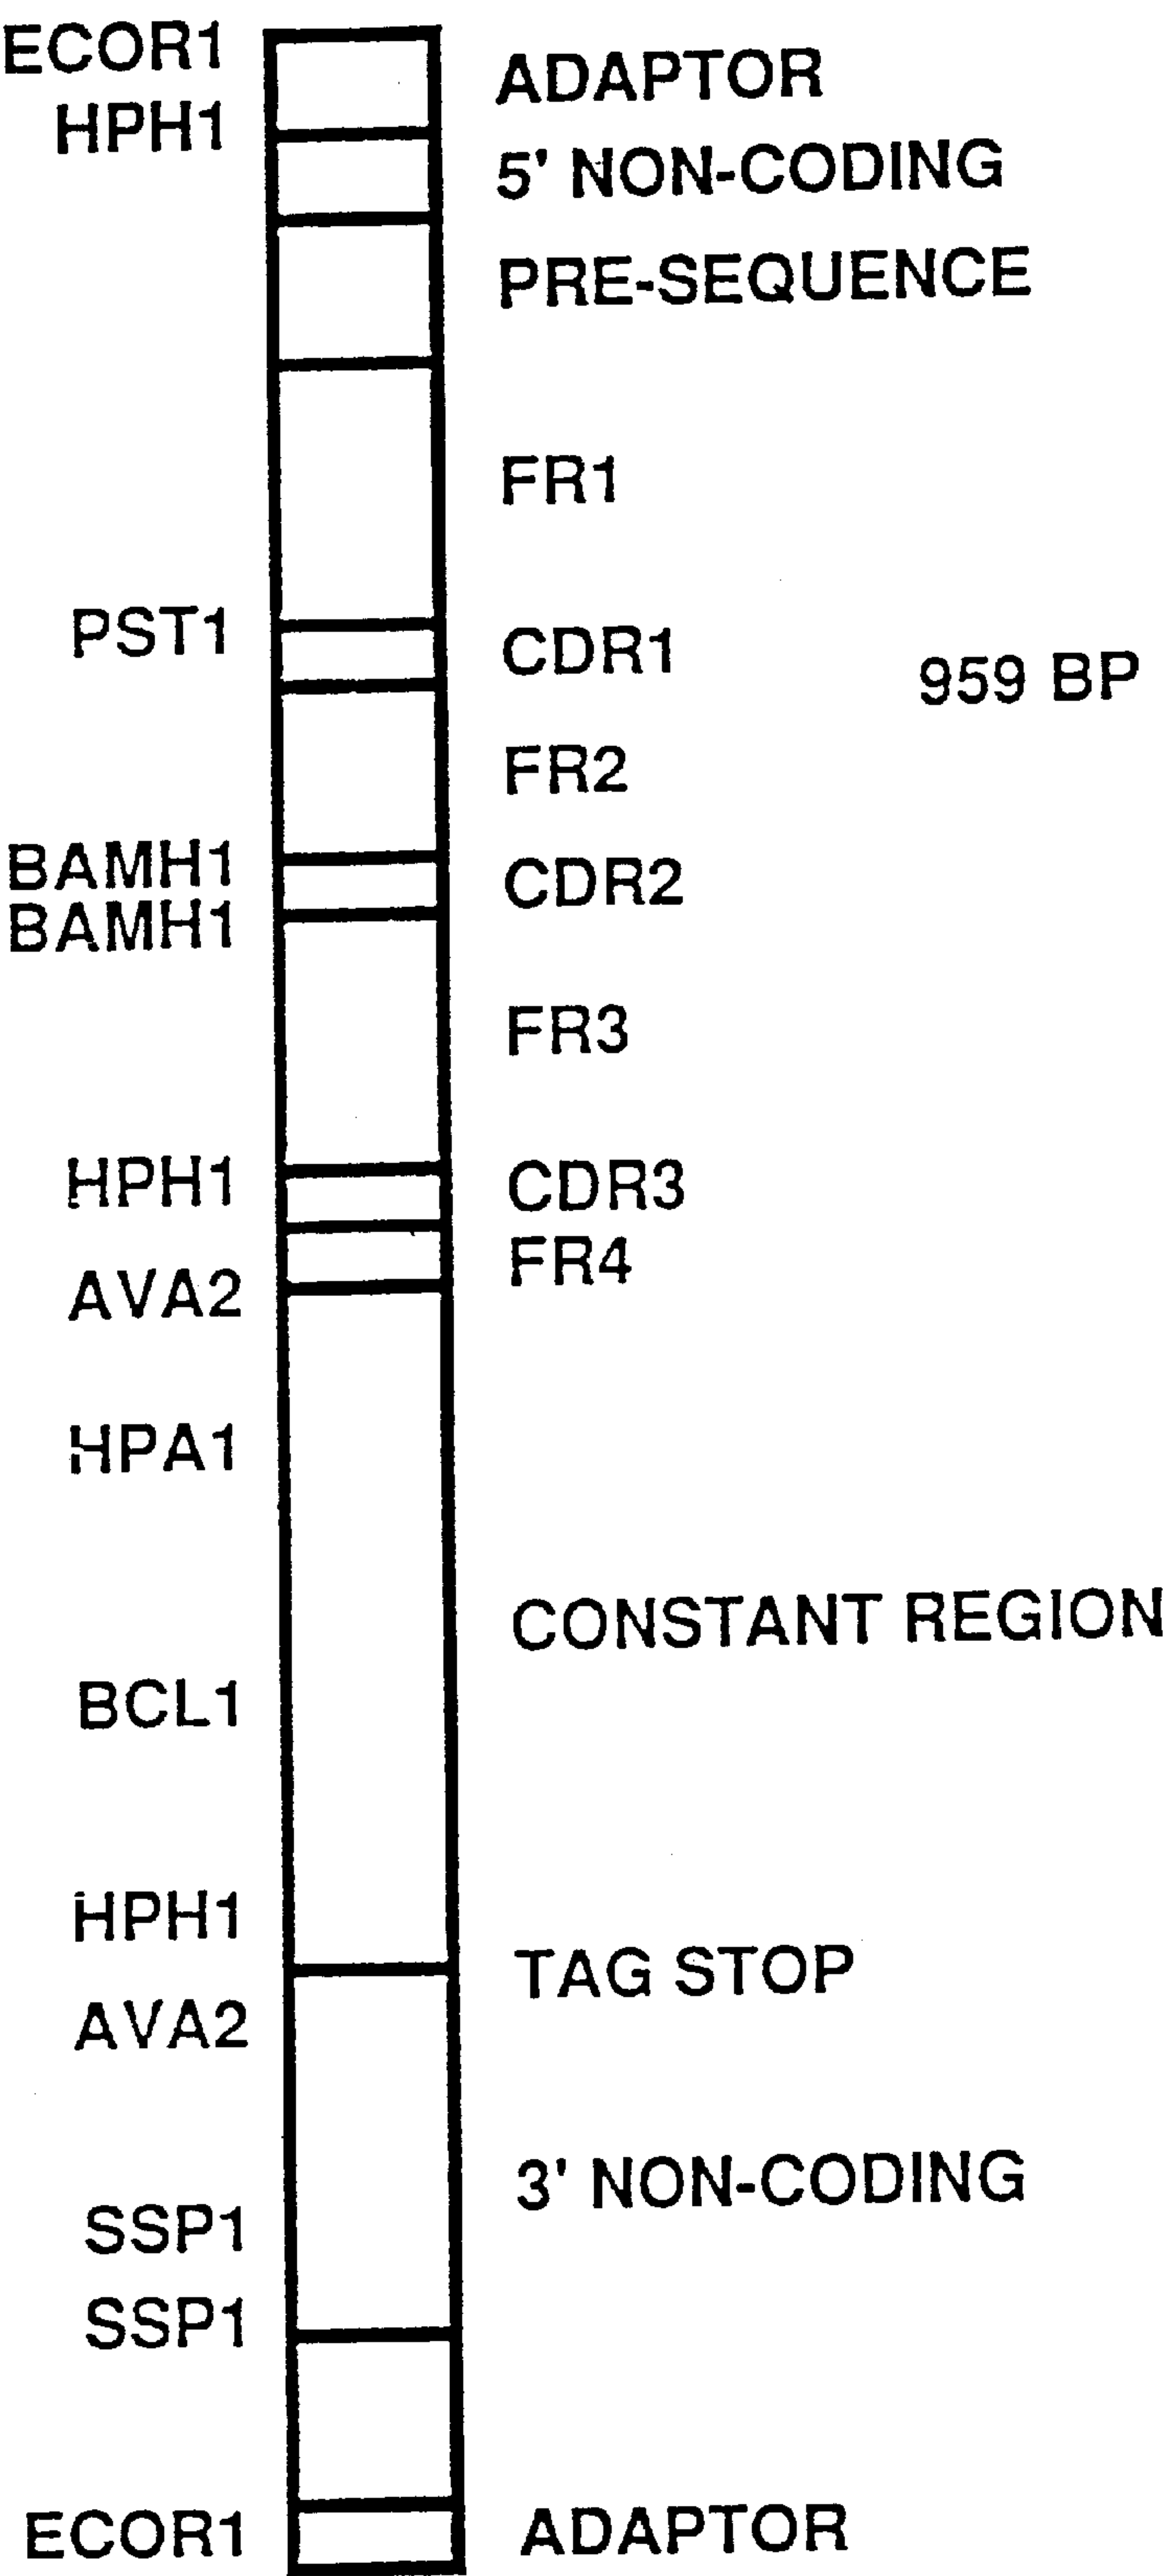 ECOR1
ADAPTOR
HPH1
5' NON-CODING
PRE-SEQUENCE
FR1
PST1
CDR1
959 BP
FR2
BAMH1
CDR2
BAMH1
FR3
HPH1
CDR3
FR4
AVA2
HPA1
CONSTANT REGION
BCL1
HPH1
TAG STOP
AVA2
3' NON-CODING
SSP1
SSP1
ECOR1
ADAPTOR